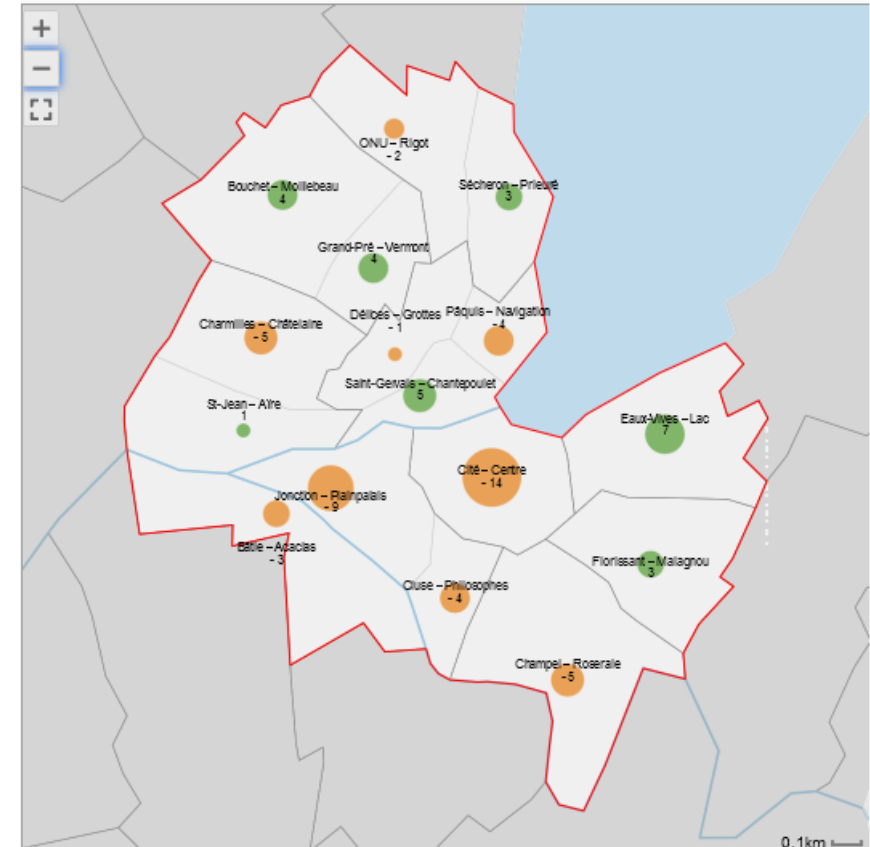 +
−
ONU – Rigot
- 2
Bouchet – Moillebeau
4
Sécheron – Prieuré
3
Grand-Pré – Vermont
4
Délices – Grottes
- 1
Pâquis – Navigation
- 4
Charmilles – Châtelaine
- 5
Saint-Gervais – Chantepoulet
5
St-Jean – Aïre
1
Eaux-Vives – Lac
7
Cité – Centre
- 14
Jonction – Plainpalais
- 9
Bâtie – Acacias
- 3
Florissant – Malagnou
3
Cluse – Philosophes
- 4
Champel – Roseraie
-5
0.1km